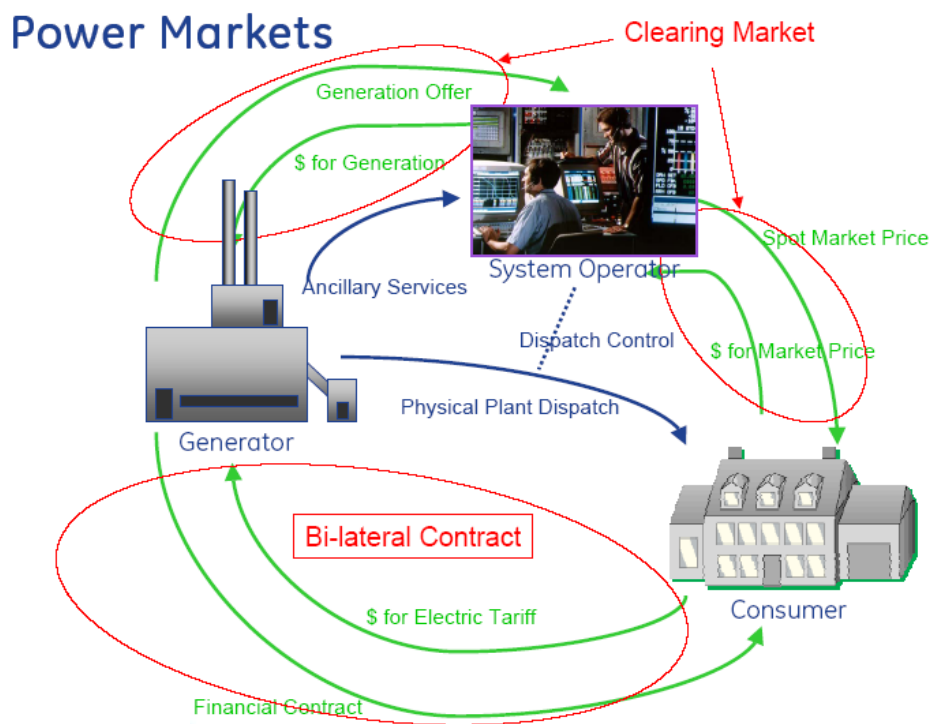 Power Markets
Clearing Market
Generation Offer
$ for Generation
Spot Market Price
System Operator
Ancillary Services
Dispatch Control
$ for Market Price
Physical Plant Dispatch
Generator
Bi-lateral Contract
$ for Electric Tariff
Consumer
Financial Contract